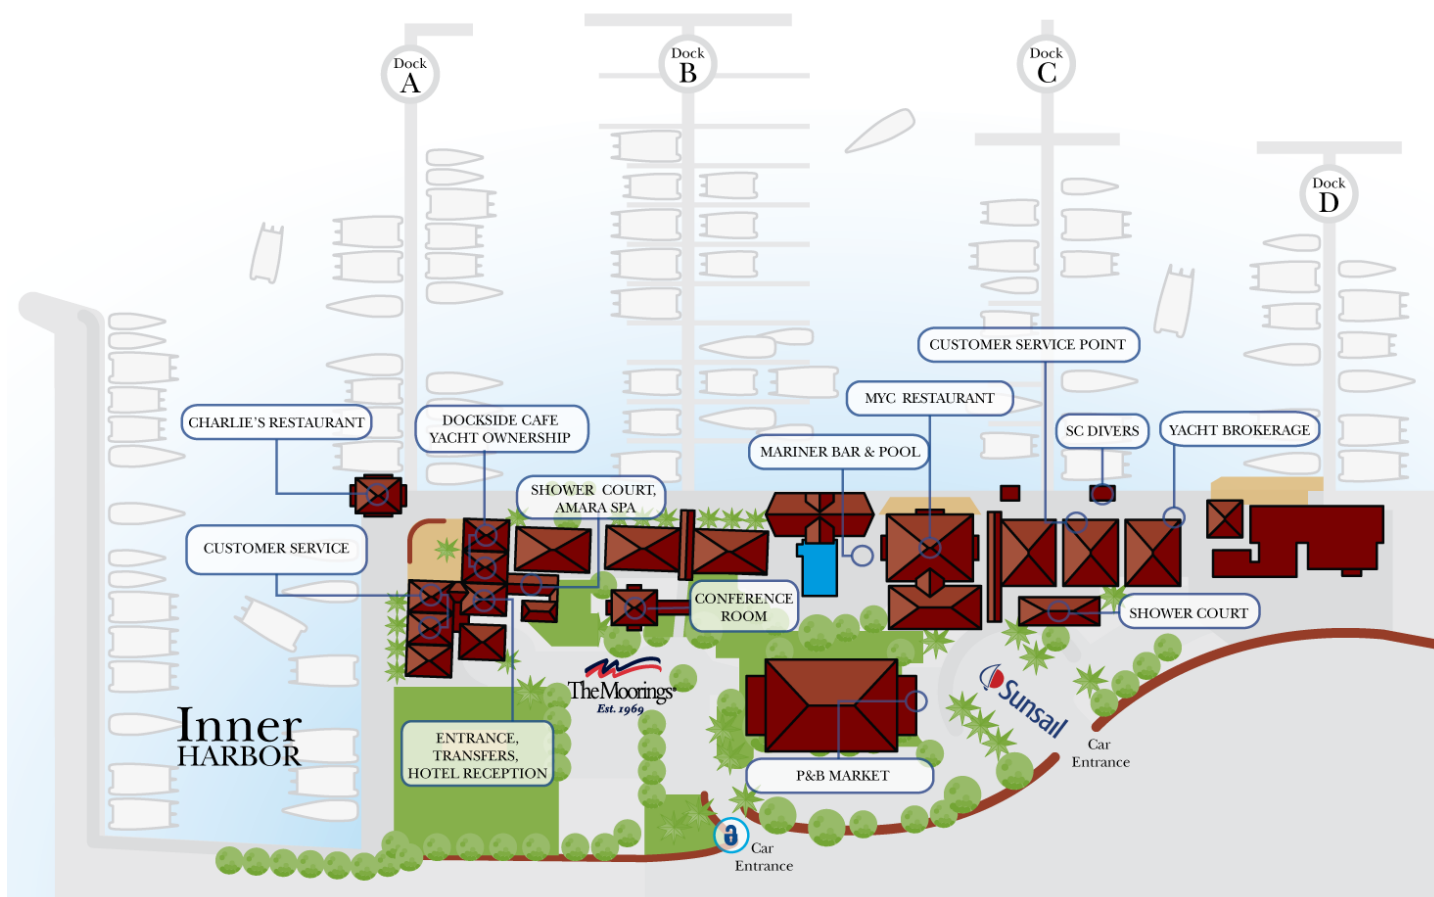 Dock
A
Dock
B
Dock
C
Dock
D
CUSTOMER SERVICE POINT
MYC RESTAURANT
CHARLIE'S RESTAURANT
DOCKSIDE CAFE
YACHT OWNERSHIP
SC DIVERS
YACHT BROKERAGE
MARINER BAR & POOL
SHOWER COURT,
AMARA SPA
CUSTOMER SERVICE
CONFERENCE
ROOM
SHOWER COURT
The Moorings
Est. 1969
Sunsail
Inner
HARBOR
ENTRANCE,
TRANSFERS,
HOTEL RECEPTION
P&B MARKET
Car
Entrance
Car
Entrance